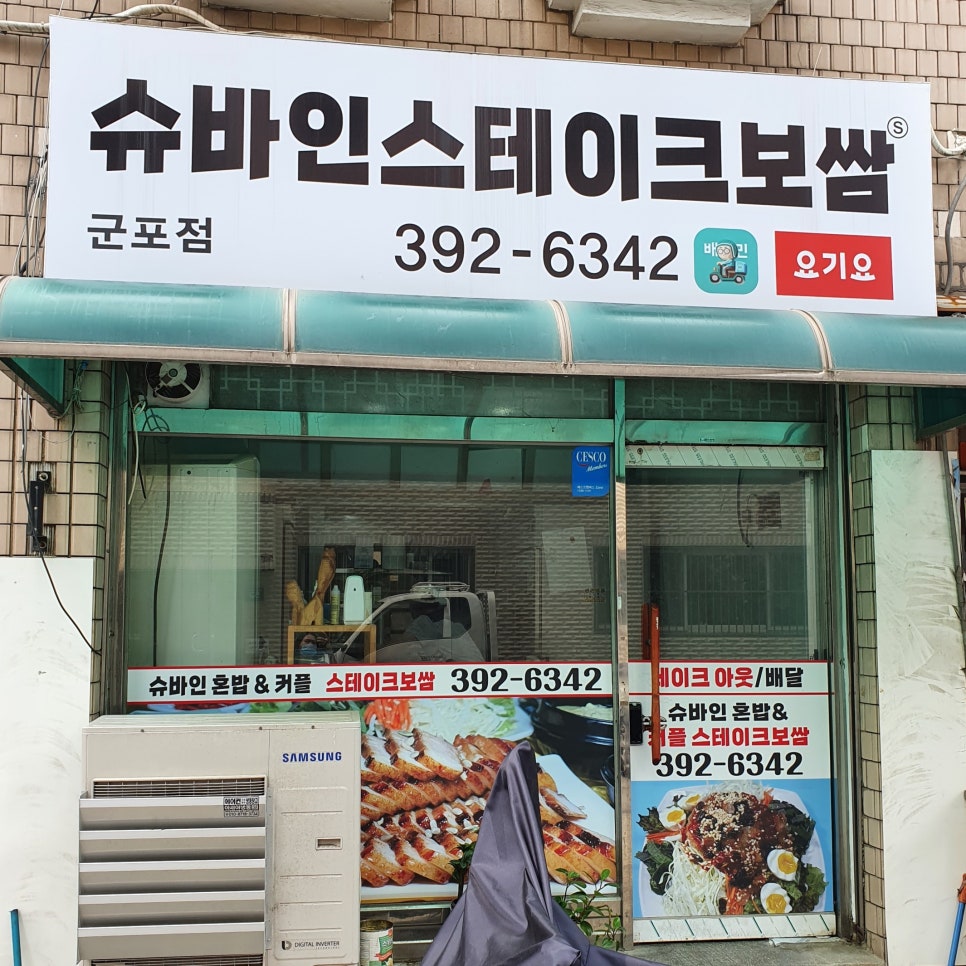 슈바인스테이크보쌈 Ⓢ
군포점 392-6342 배 민 요기요
CESCO
Member
슈바인 혼밥 & 커플 스테이크보쌈 392-6342
테이크 아웃/배달
슈바인 혼밥&
커플 스테이크보쌈
392-6342
SAMSUNG
DIGITAL INVERTER